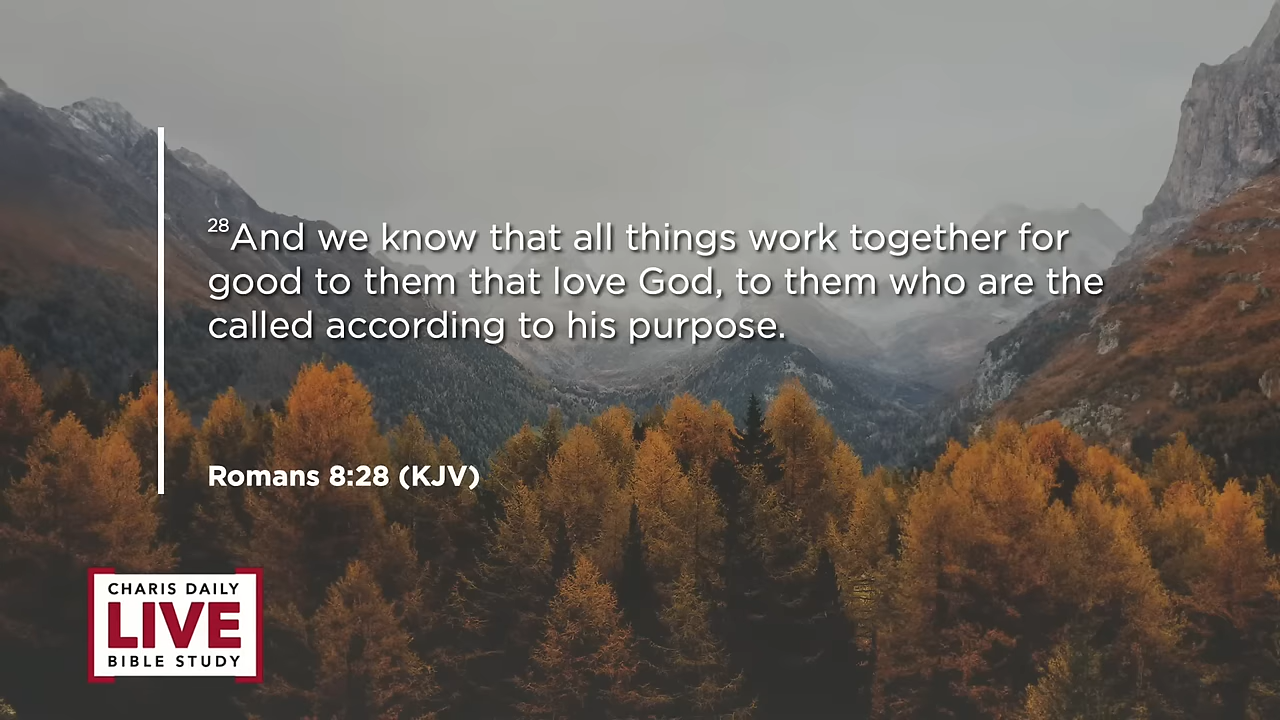 28And we know that all things work together for
good to them that love God, to them who are the
called according to his purpose.
Romans 8:28 (KJV)
CHARIS DAILY
LIVE
BIBLE STUDY